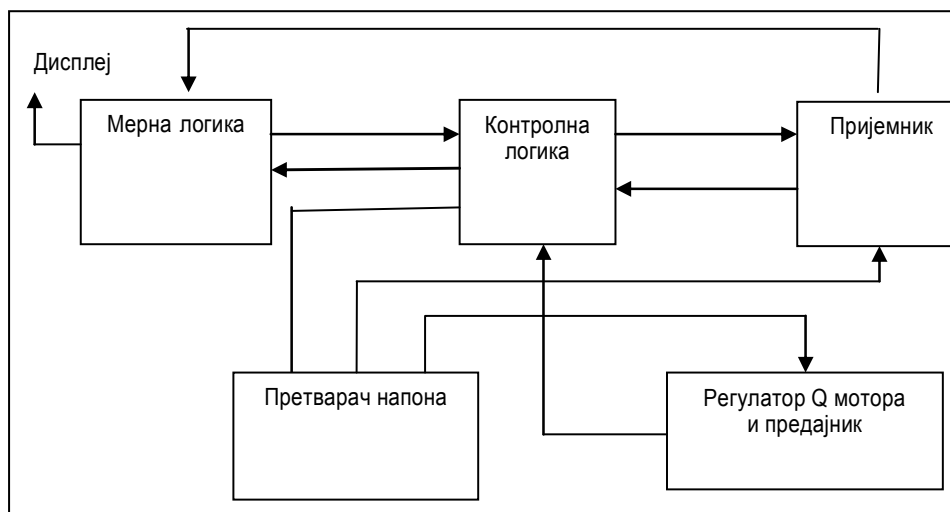 Дисплеј
Мерна логика
Контролна
логика
Пријемник
Претварач напона
Регулатор Q мотора
и предајник